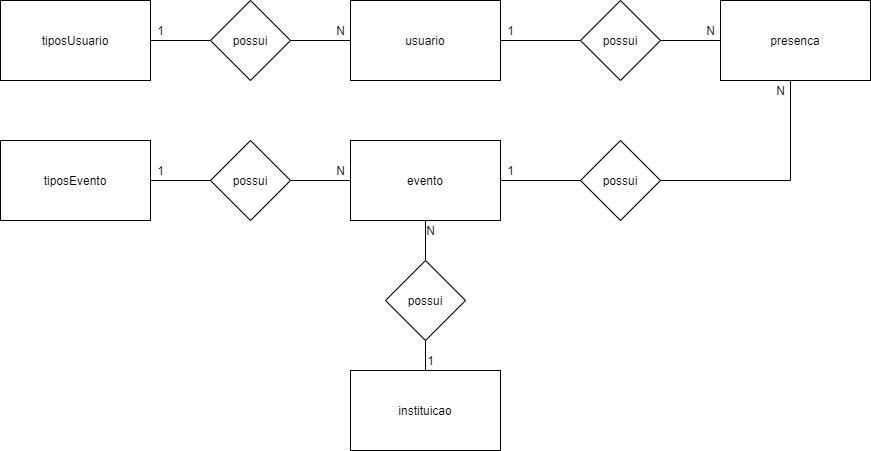 tiposUsuario
1
possui
N
usuario
1
possui
N
presenca
N
tiposEvento
1
possui
N
evento
1
possui
N
possui
1
instituicao